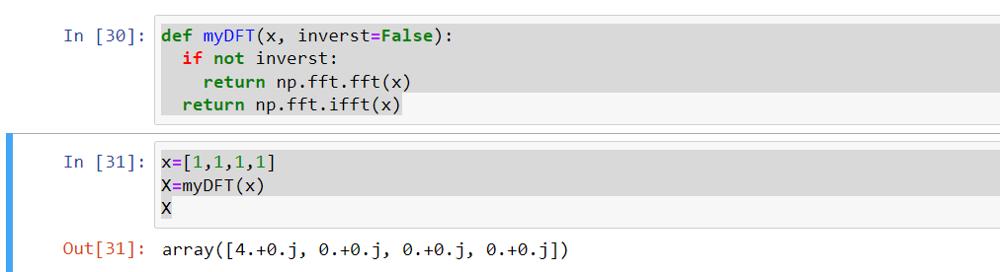 In [30]: def myDFT(x, inverst=False):
  if not inverst:
    return np.fft.fft(x)
  return np.fft.ifft(x)
In [31]: x=[1,1,1,1]
X=myDFT(x)
X
Out[31]: array([4.+0.j, 0.+0.j, 0.+0.j, 0.+0.j])